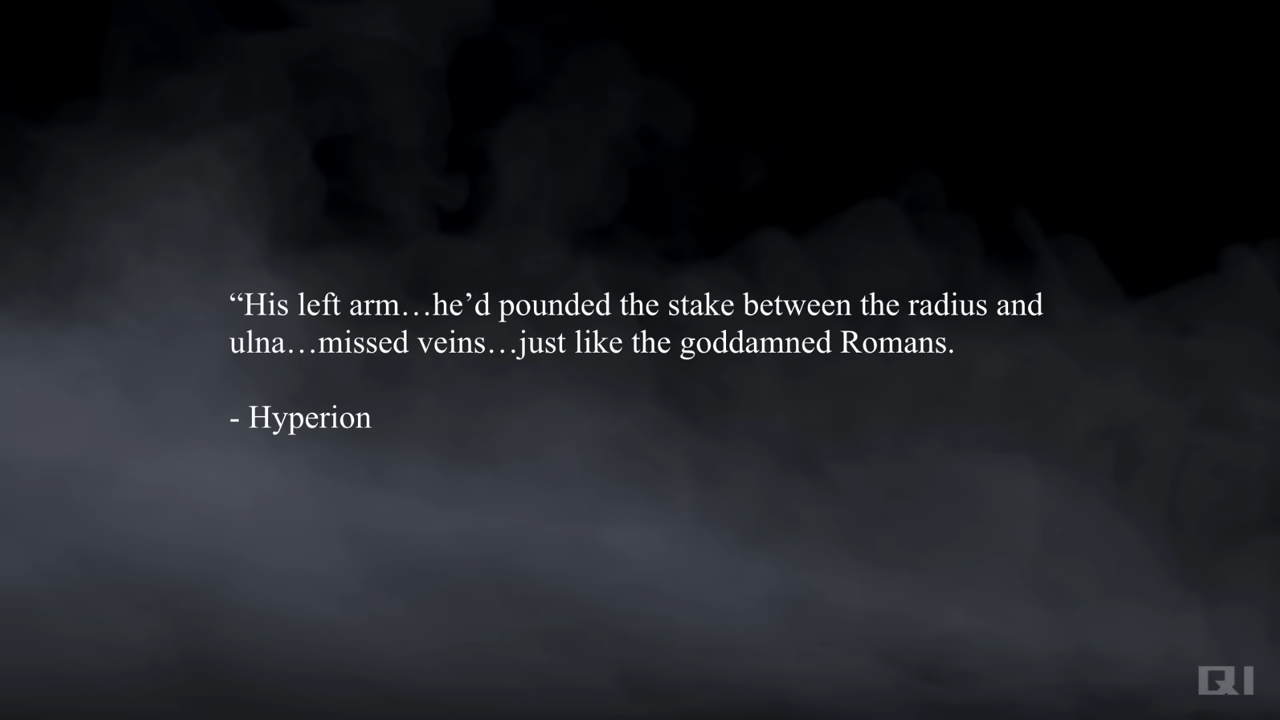 “His left arm…he’d pounded the stake between the radius and
ulna…missed veins…just like the goddamned Romans.
- Hyperion
QI